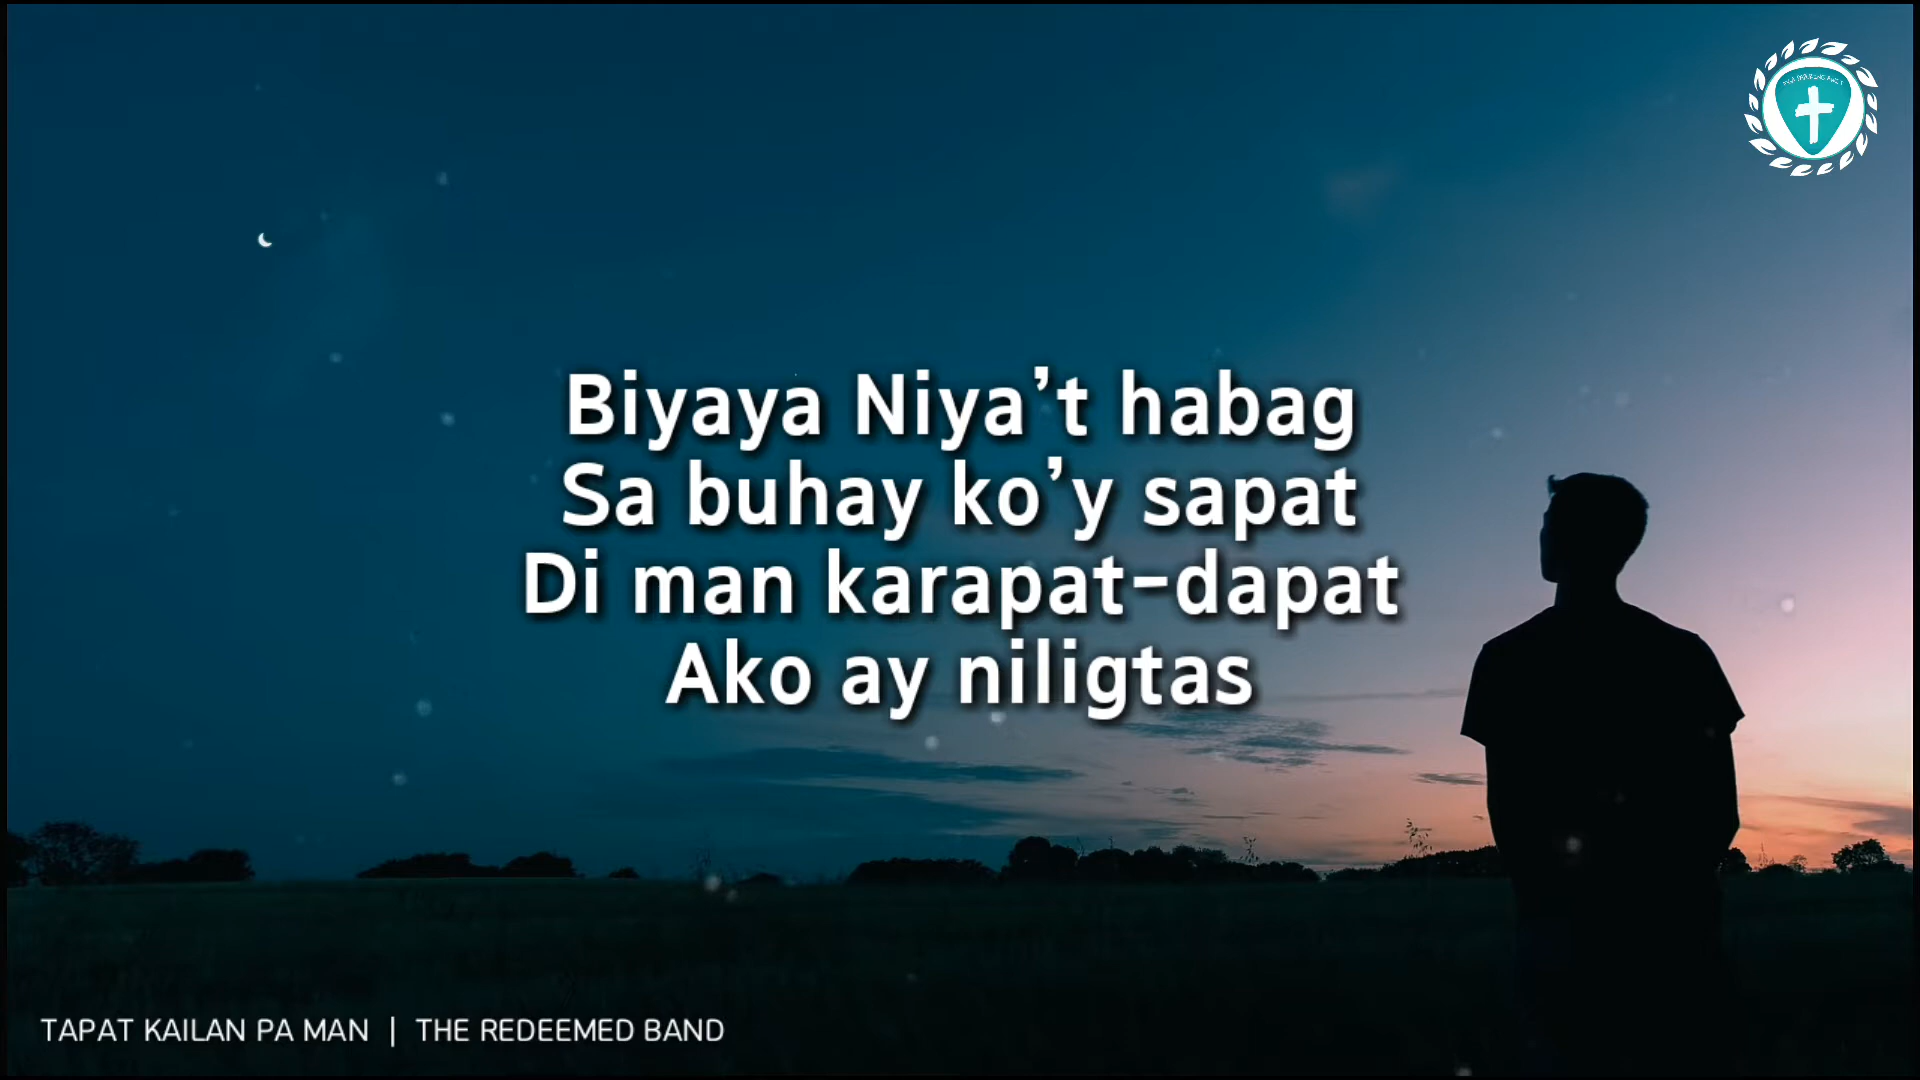 Biyaya Niya’t habag
Sa buhay ko’y sapat
Di man karapat-dapat
Ako ay niligtas
TAPAT KAILAN PA MAN | THE REDEEMED BAND